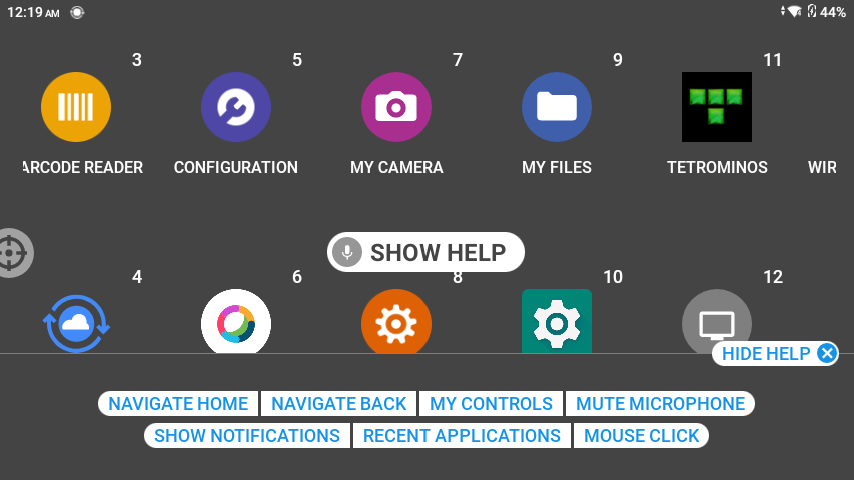 12:19 AM
44%
3 5 7 9 11
ARCODE READER CONFIGURATION MY CAMERA MY FILES TETROMINOS WIR
SHOW HELP
4 6 8 10 12
HIDE HELP
NAVIGATE HOME NAVIGATE BACK MY CONTROLS MUTE MICROPHONE
SHOW NOTIFICATIONS RECENT APPLICATIONS MOUSE CLICK